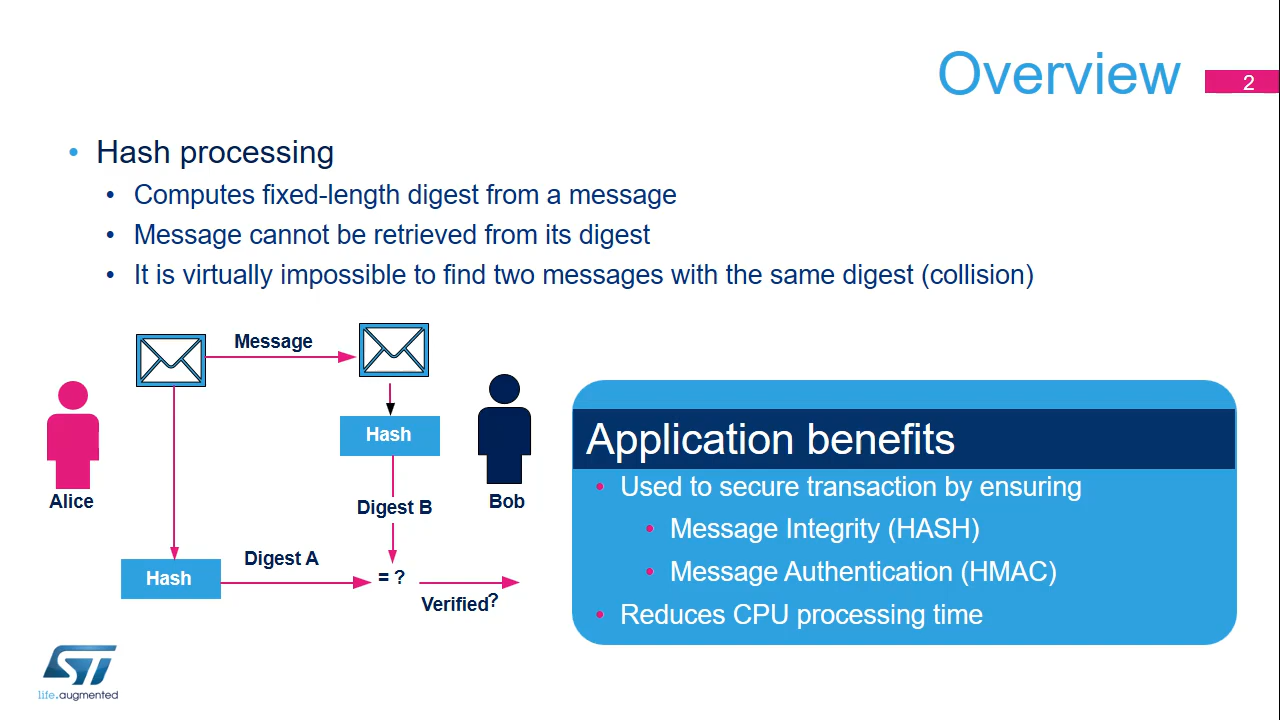 Overview
2
• Hash processing
• Computes fixed-length digest from a message
• Message cannot be retrieved from its digest
• It is virtually impossible to find two messages with the same digest (collision)
Message
Hash
Alice
Digest B
Bob
Digest A
Hash
= ?
Verified?
Application benefits
• Used to secure transaction by ensuring
• Message Integrity (HASH)
• Message Authentication (HMAC)
• Reduces CPU processing time
ST
life.augmented